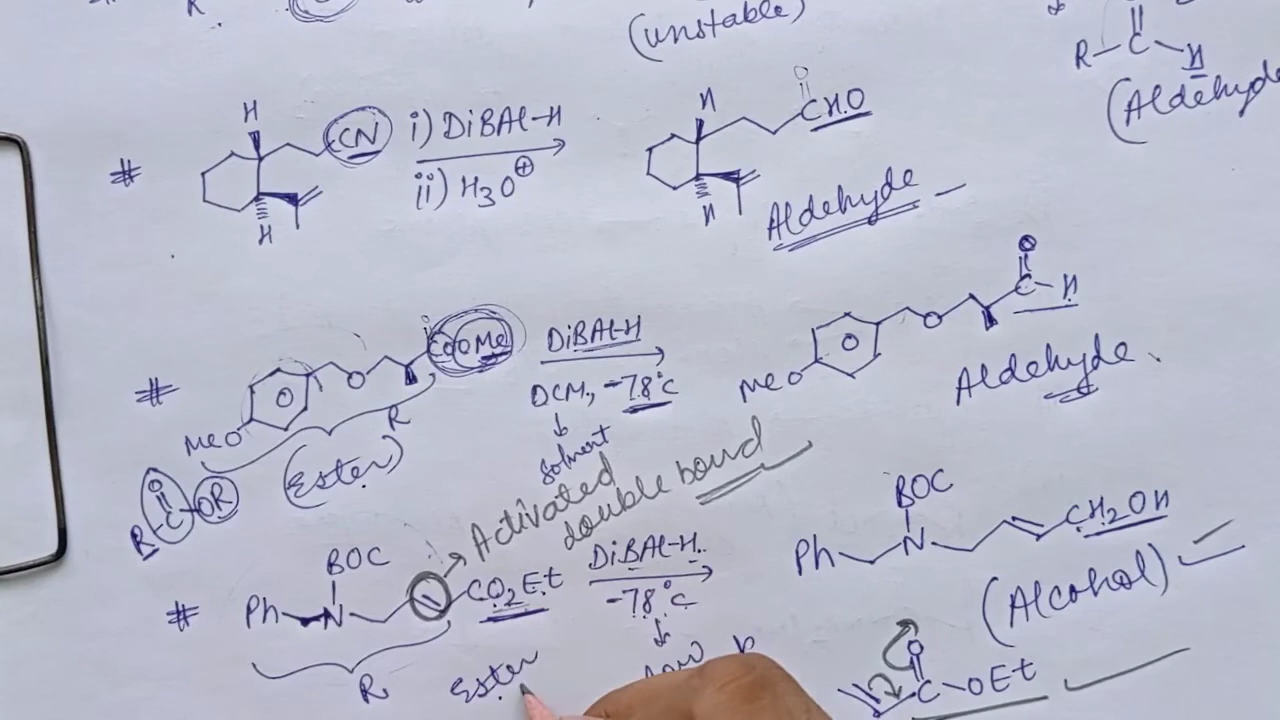 R
(unstable)
R-C-H
(Aldehyde
# H CN i) DiBAl-H H CHO
ii) H3O⊕
H H
Aldehyde
# MeO O COOMe DiBAl-H MeO O C O H
DCM, -78°C
Aldehyde
R
solvent
(Ester)
O
R-C-OR
Activated
double bond
BOC BOC
# Ph N CO2Et DiBAl-H Ph N CH2OH
-78°C
(Alcohol)
R
Ester
O
C-OEt